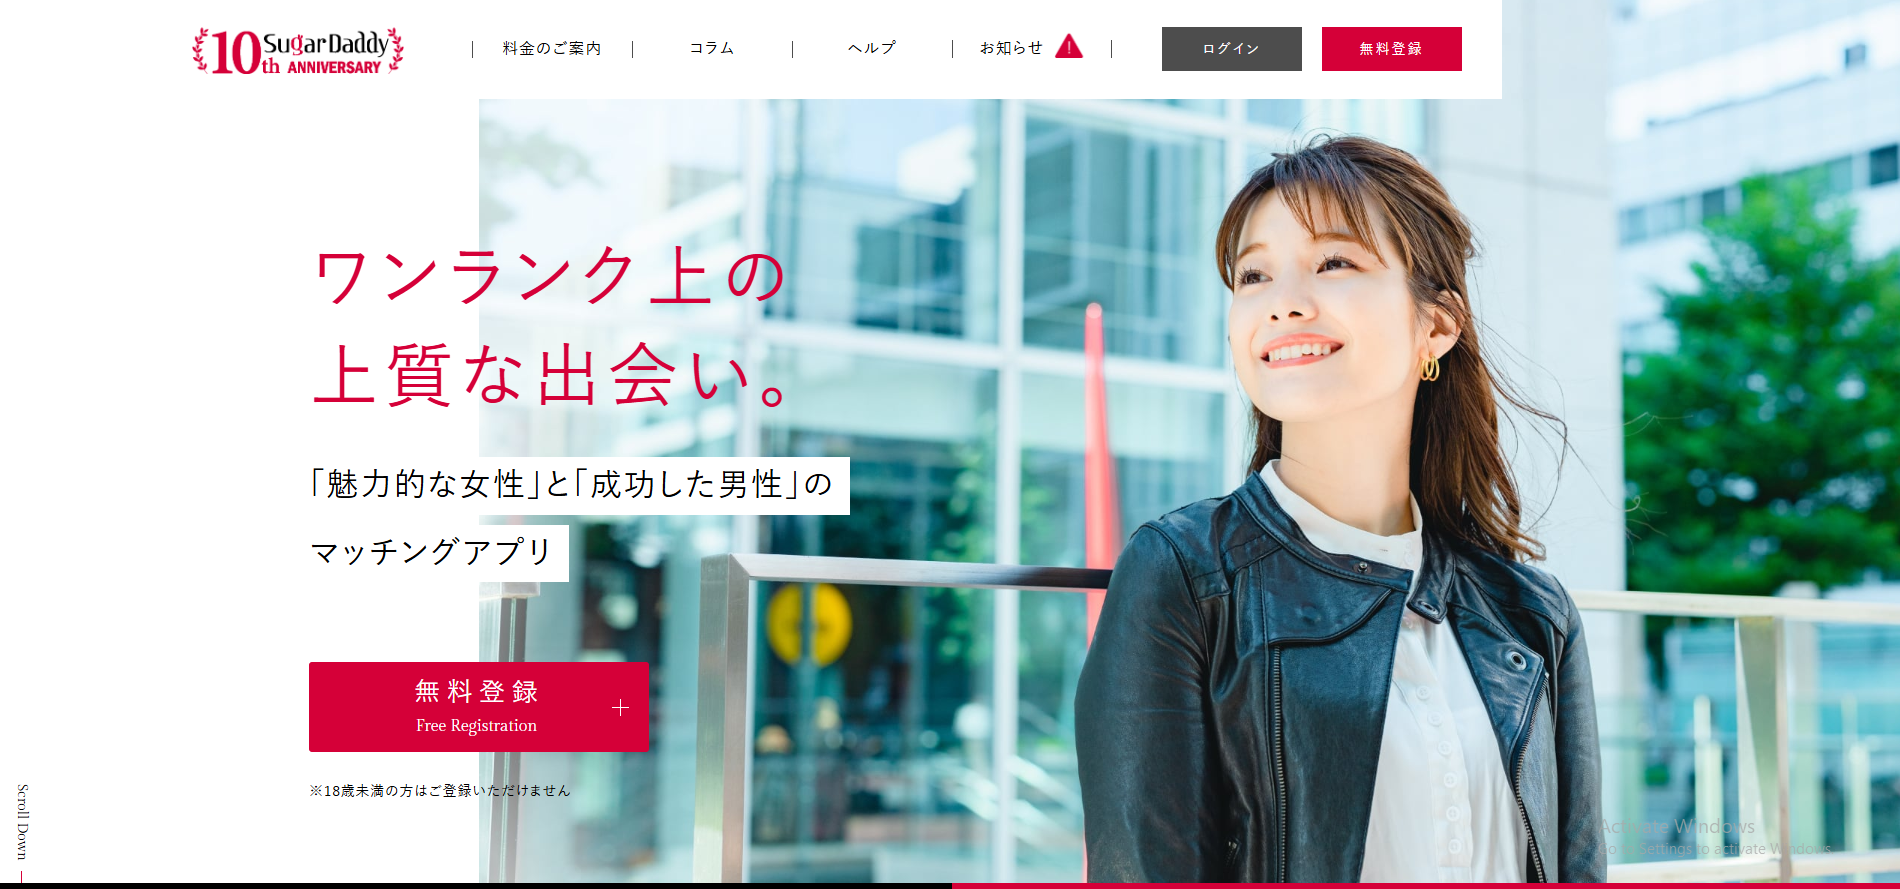 10th SugarDaddy
ANNIVERSARY
料金のご案内
コラム
ヘルプ
お知らせ
ログイン
無料登録
ワンランク上の
上質な出会い。
「魅力的な女性」と「成功した男性」の
マッチングアプリ
無料登録
Free Registration
※18歳未満の方はご登録いただけません
Scroll Down
Activate Windows
Go to Settings to activate Windows.